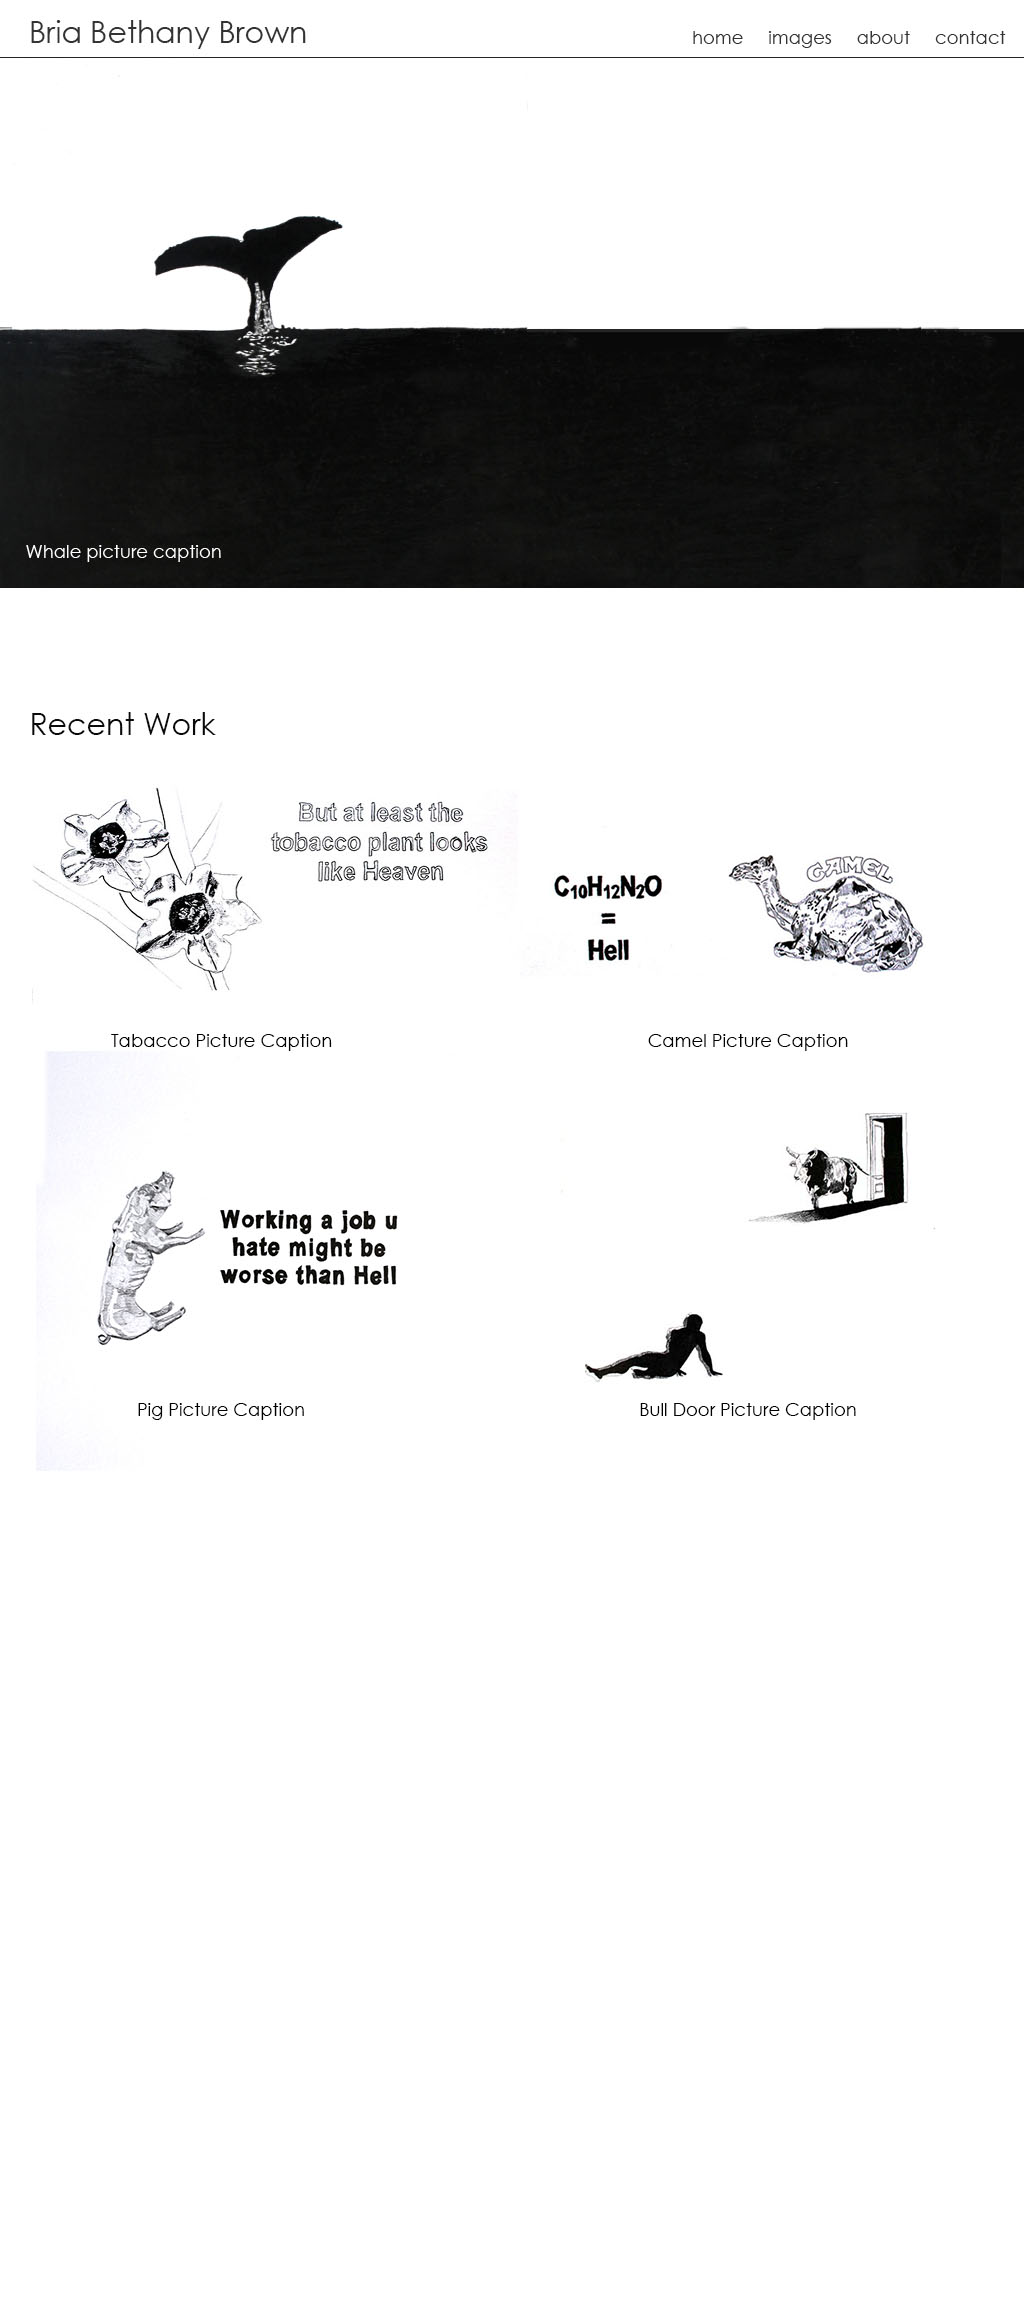 Bria Bethany Brown
home images about contact
Whale picture caption
Recent Work
But at least the
tobacco plant looks
like Heaven
C10H12N2O
=
Hell
CAMEL
Tabacco Picture Caption
Camel Picture Caption
Working a job u
hate might be
worse than Hell
Pig Picture Caption
Bull Door Picture Caption